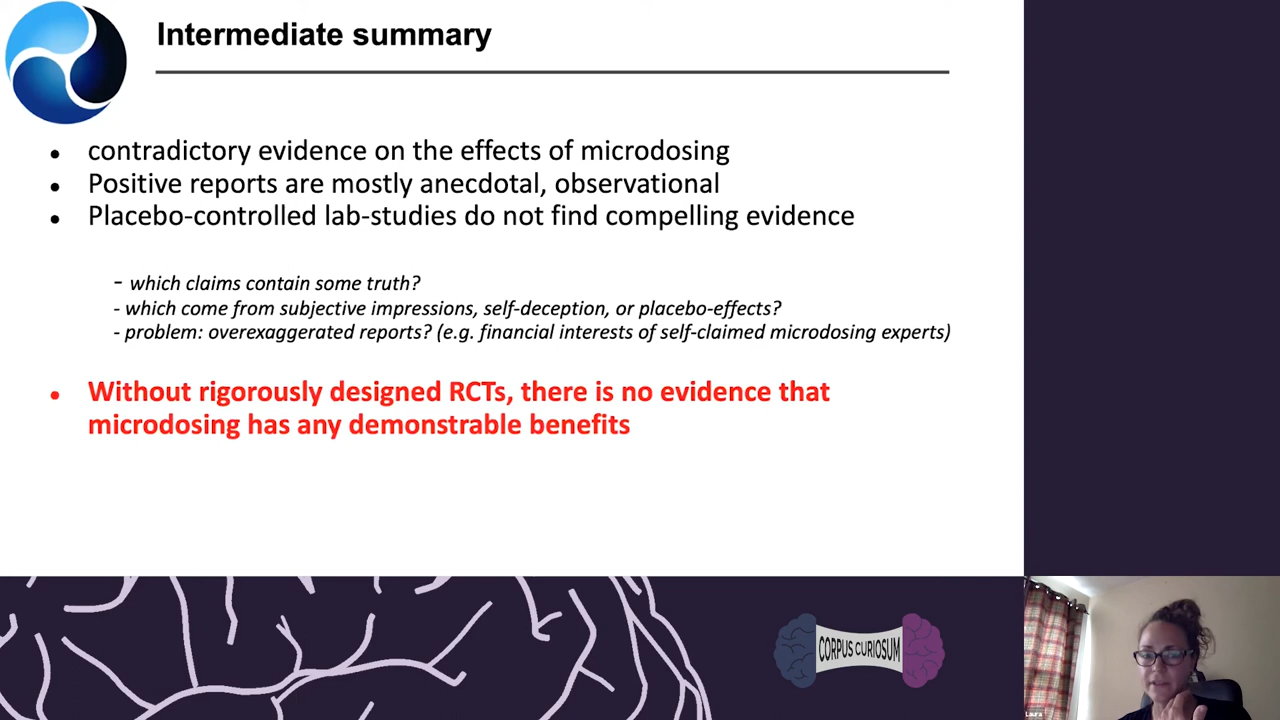 Intermediate summary
• contradictory evidence on the effects of microdosing
• Positive reports are mostly anecdotal, observational
• Placebo-controlled lab-studies do not find compelling evidence
- which claims contain some truth?
- which come from subjective impressions, self-deception, or placebo-effects?
- problem: overexaggerated reports? (e.g. financial interests of self-claimed microdosing experts)
• Without rigorously designed RCTs, there is no evidence that
microdosing has any demonstrable benefits
CORPUS CURIOSUM
Laura